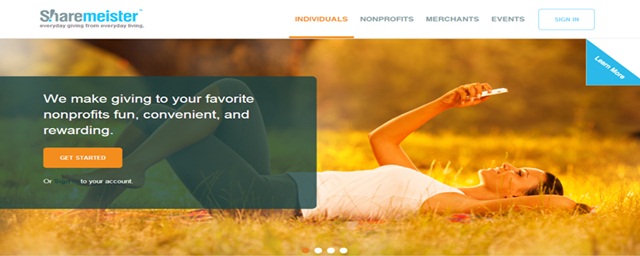 Sharemeister
everyday giving from everyday living.
INDIVIDUALS
NONPROFITS
MERCHANTS
EVENTS
SIGN IN
Learn More
We make giving to your favorite
nonprofits fun, convenient, and
rewarding.
GET STARTED
Or to your account.